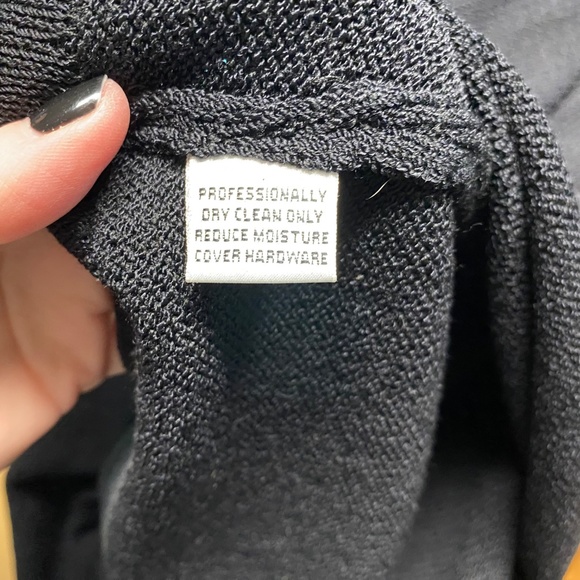 PROFESSIONALLY
DRY CLEAN ONLY
REDUCE MOISTURE
COVER HARDWARE